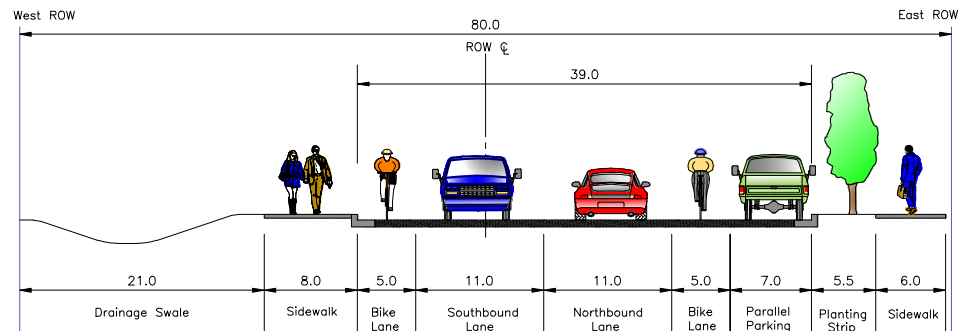 West ROW
East ROW
80.0
ROW ℄
39.0
21.0
8.0
5.0
11.0
11.0
5.0
7.0
5.5
6.0
Drainage Swale
Sidewalk
Bike
Lane
Southbound
Lane
Northbound
Lane
Bike
Lane
Parallel
Parking
Planting
Strip
Sidewalk